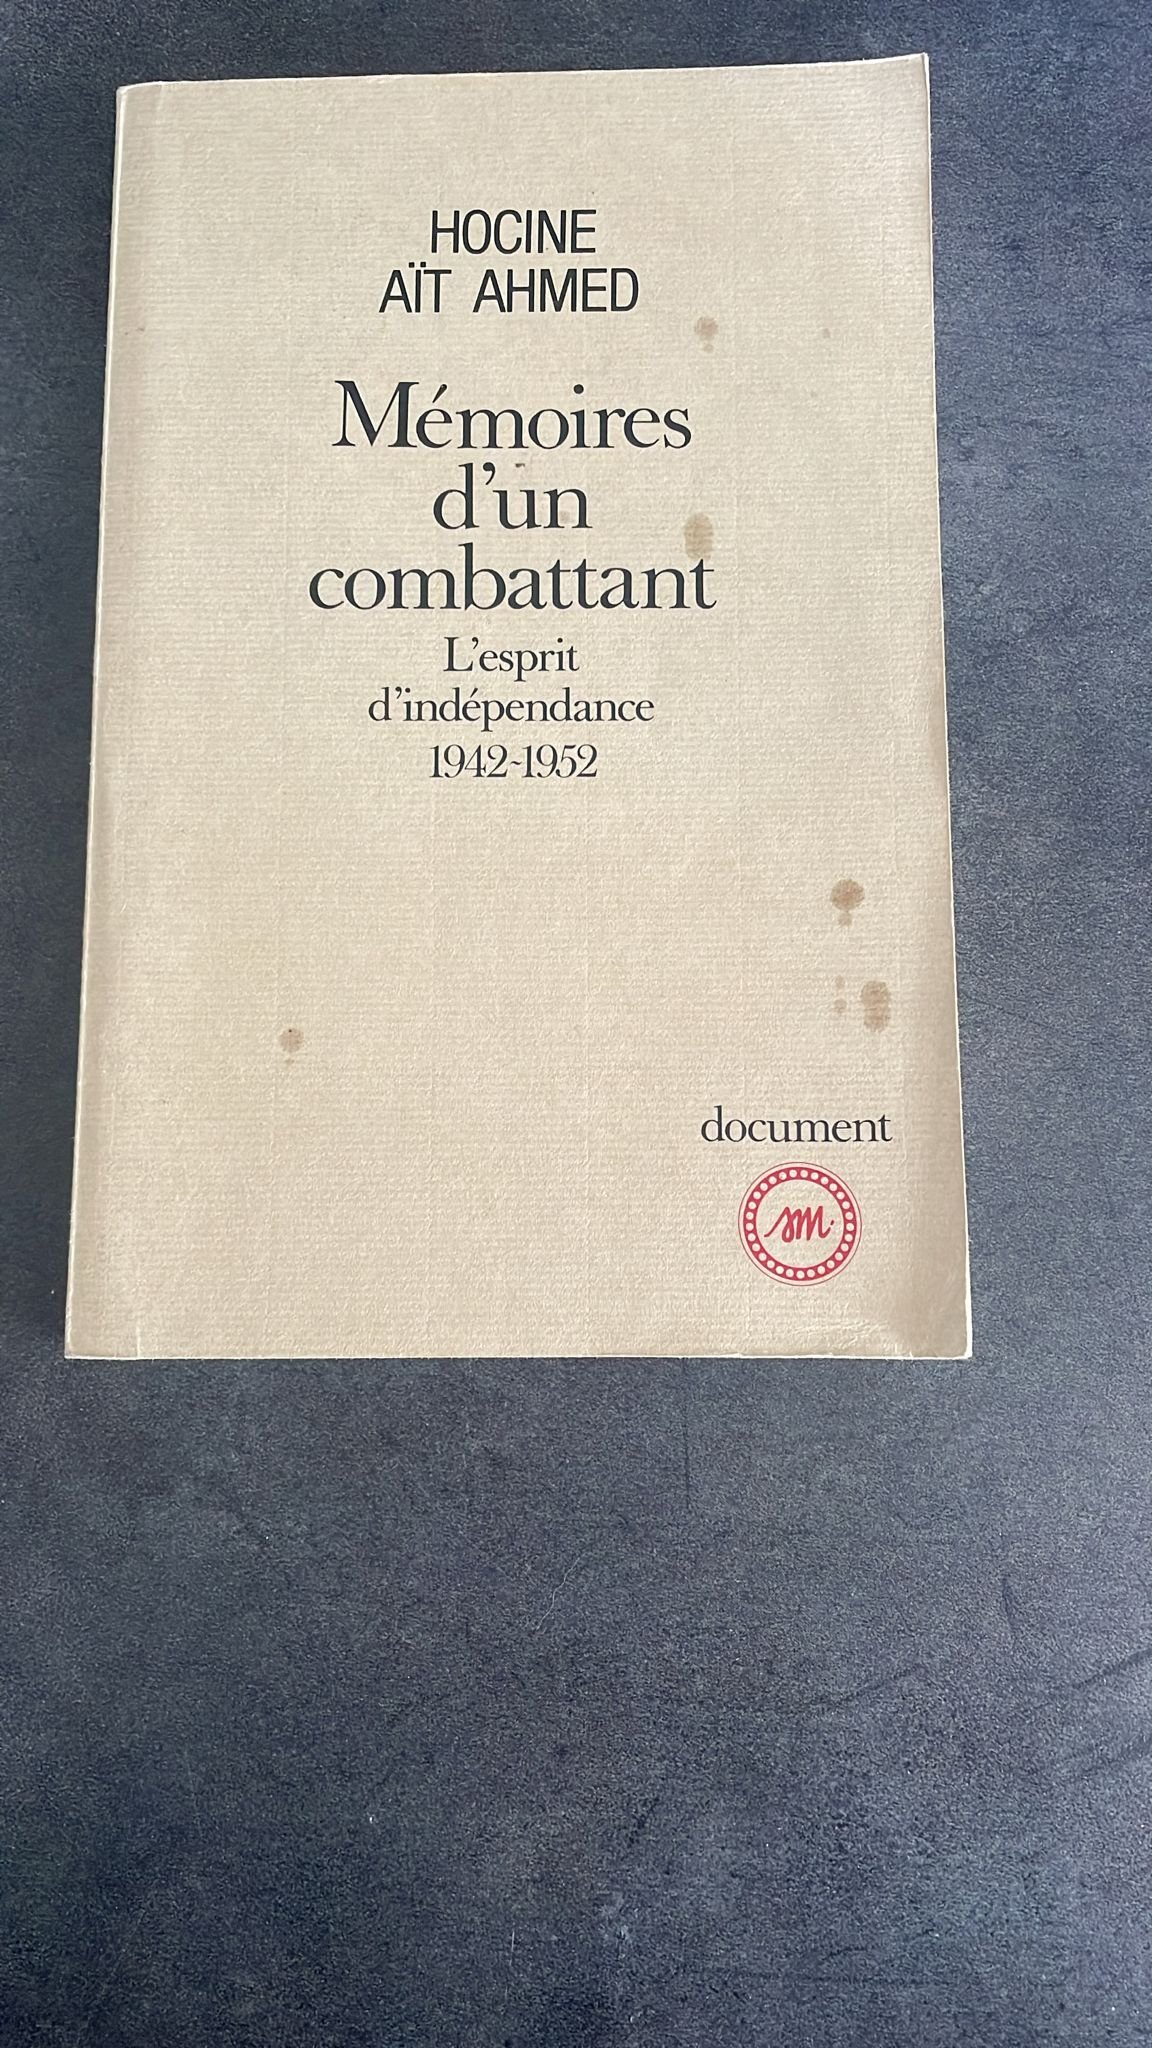 HOCINE
AÏT AHMED
Mémoires
d'un
combattant
L'esprit
d'indépendance
1942~1952
document
sm.